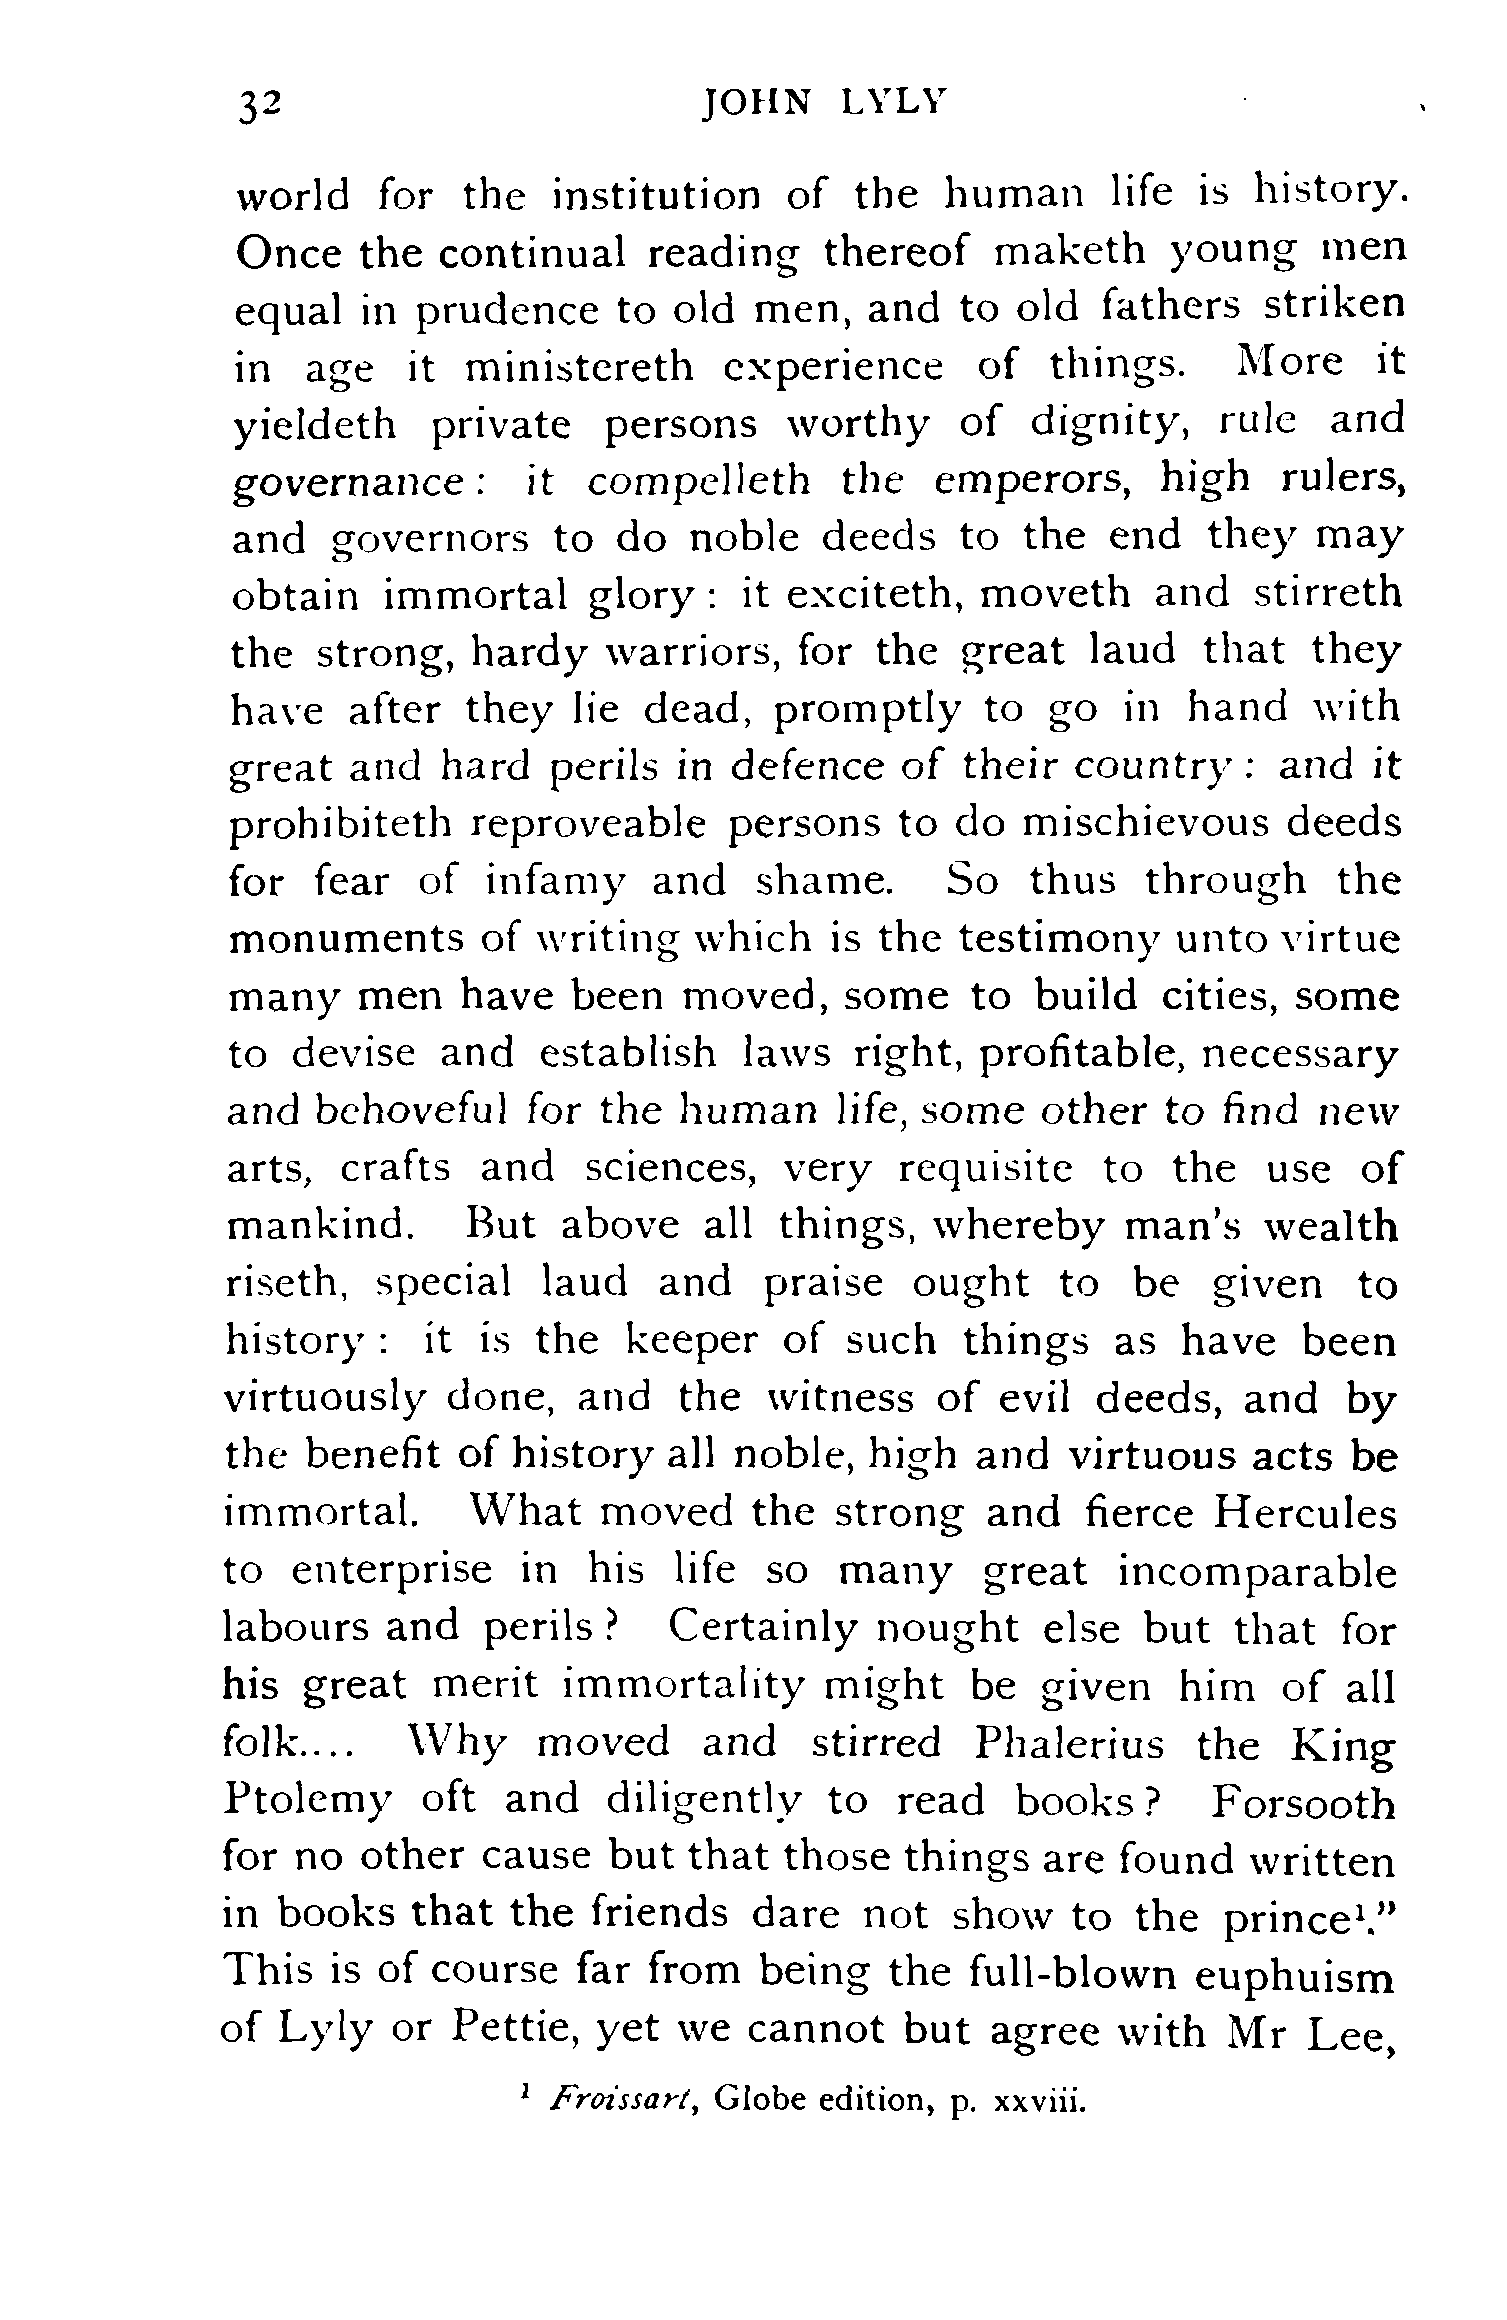 32 JOHN LYLY
world for the institution of the human life is history.
Once the continual reading thereof maketh young men
equal in prudence to old men, and to old fathers striken
in age it ministereth experience of things. More it
yieldeth private persons worthy of dignity, rule and
governance : it compelleth the emperors, high rulers,
and governors to do noble deeds to the end they may
obtain immortal glory : it exciteth, moveth and stirreth
the strong, hardy warriors, for the great laud that they
have after they lie dead, promptly to go in hand with
great and hard perils in defence of their country : and it
prohibiteth reproveable persons to do mischievous deeds
for fear of infamy and shame. So thus through the
monuments of writing which is the testimony unto virtue
many men have been moved, some to build cities, some
to devise and establish laws right, profitable, necessary
and behoveful for the human life, some other to find new
arts, crafts and sciences, very requisite to the use of
mankind. But above all things, whereby man's wealth
riseth, special laud and praise ought to be given to
history : it is the keeper of such things as have been
virtuously done, and the witness of evil deeds, and by
the benefit of history all noble, high and virtuous acts be
immortal. What moved the strong and fierce Hercules
to enterprise in his life so many great incomparable
labours and perils ? Certainly nought else but that for
his great merit immortality might be given him of all
folk.... Why moved and stirred Phalerius the King
Ptolemy oft and diligently to read books ? Forsooth
for no other cause but that those things are found written
in books that the friends dare not show to the prince¹."
This is of course far from being the full-blown euphuism
of Lyly or Pettie, yet we cannot but agree with Mr Lee,
¹ Froissart, Globe edition, p. xxviii.